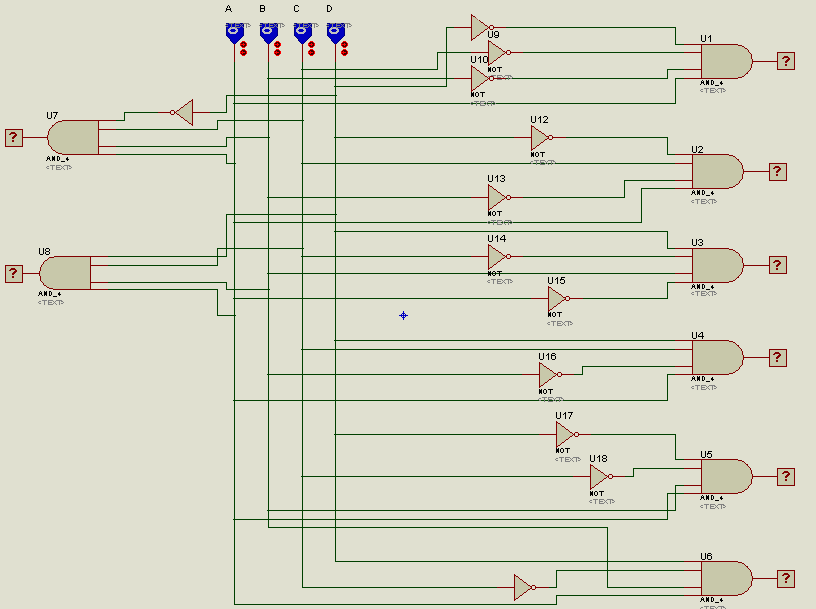 A B C D
U9
U1
U10
NOT
<TEXT>
NOT
<TEXT>
AND_4
<TEXT>
U7
?
?
AND_4
<TEXT>
U12
NOT
<TEXT>
U2
?
AND_4
<TEXT>
U13
NOT
<TEXT>
U14
NOT
<TEXT>
U3
?
AND_4
<TEXT>
U8
?
AND_4
<TEXT>
U15
NOT
<TEXT>
U4
?
AND_4
<TEXT>
U16
NOT
<TEXT>
U17
NOT
<TEXT>
U18
NOT
<TEXT>
U5
?
AND_4
<TEXT>
U6
?
AND_4
<TEXT>